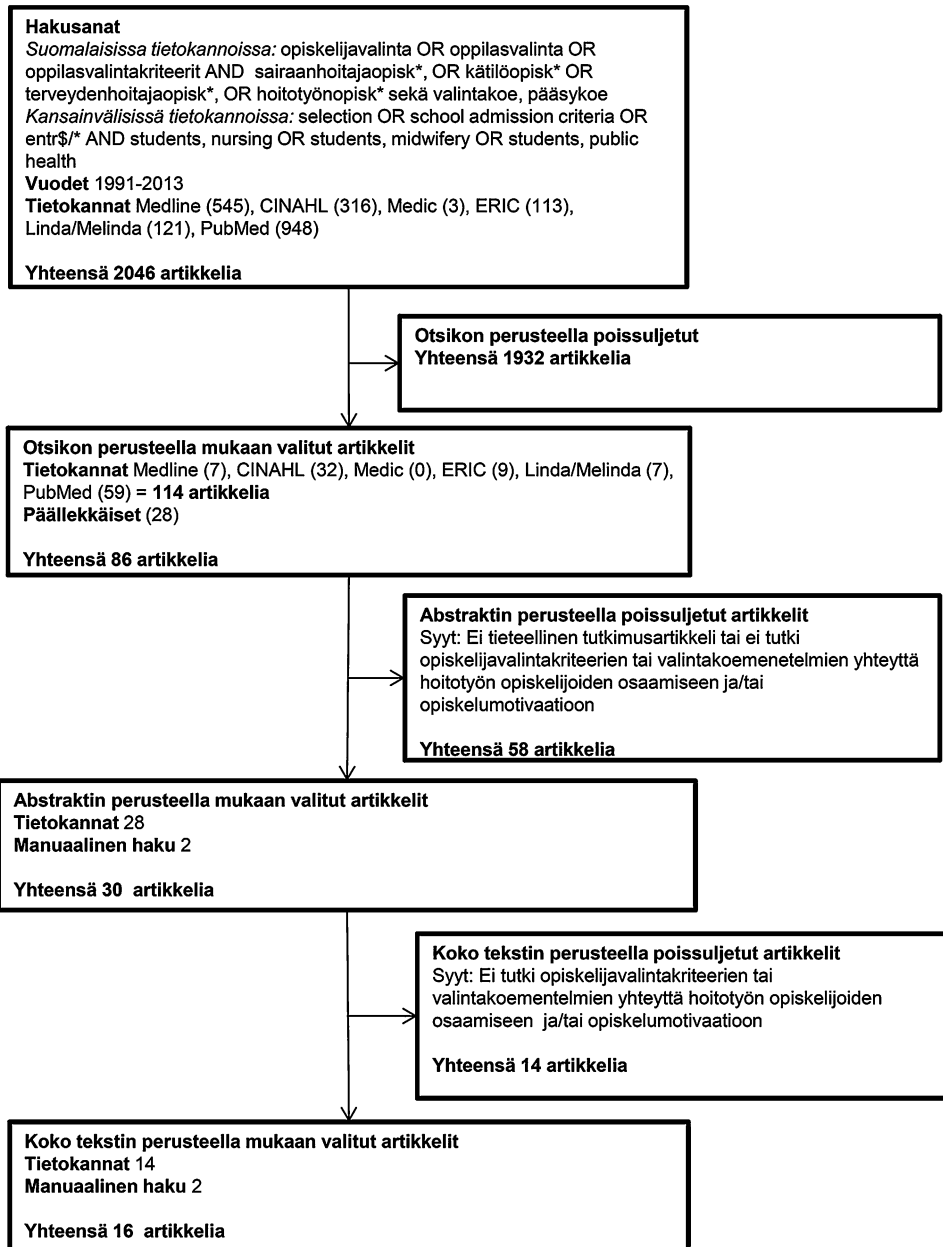 Hakusanat
Suomalaisissa tietokannoissa: opiskelijavalinta OR oppilasvalinta OR
oppilasvalintakriteerit AND sairaanhoitajaopisk*, OR kätilöopisk* OR
terveydenhoitajaopisk*, OR hoitotyönopisk* sekä valintakoe, pääsykoe
Kansainvälisissä tietokannoissa: selection OR school admission criteria OR
entr$/* AND students, nursing OR students, midwifery OR students, public
health
Vuodet 1991-2013
Tietokannat Medline (545), CINAHL (316), Medic (3), ERIC (113),
Linda/Melinda (121), PubMed (948)
Yhteensä 2046 artikkelia
Otsikon perusteella poissuljetut
Yhteensä 1932 artikkelia
Otsikon perusteella mukaan valitut artikkelit
Tietokannat Medline (7), CINAHL (32), Medic (0), ERIC (9), Linda/Melinda (7),
PubMed (59) = 114 artikkelia
Päällekkäiset (28)
Yhteensä 86 artikkelia
Abstraktin perusteella poissuljetut artikkelit
Syyt: Ei tieteellinen tutkimusartikkeli tai ei tutki
opiskelijavalintakriteerien tai valintakoemenetelmien yhteyttä
hoitotyön opiskelijoiden osaamiseen ja/tai
opiskelumotivaatioon
Yhteensä 58 artikkelia
Abstraktin perusteella mukaan valitut artikkelit
Tietokannat 28
Manuaalinen haku 2
Yhteensä 30 artikkelia
Koko tekstin perusteella poissuljetut artikkelit
Syyt: Ei tutki opiskelijavalintakriteerien tai
valintakoementelmien yhteyttä hoitotyön opiskelijoiden
osaamiseen ja/tai opiskelumotivaatioon
Yhteensä 14 artikkelia
Koko tekstin perusteella mukaan valitut artikkelit
Tietokannat 14
Manuaalinen haku 2
Yhteensä 16 artikkelia